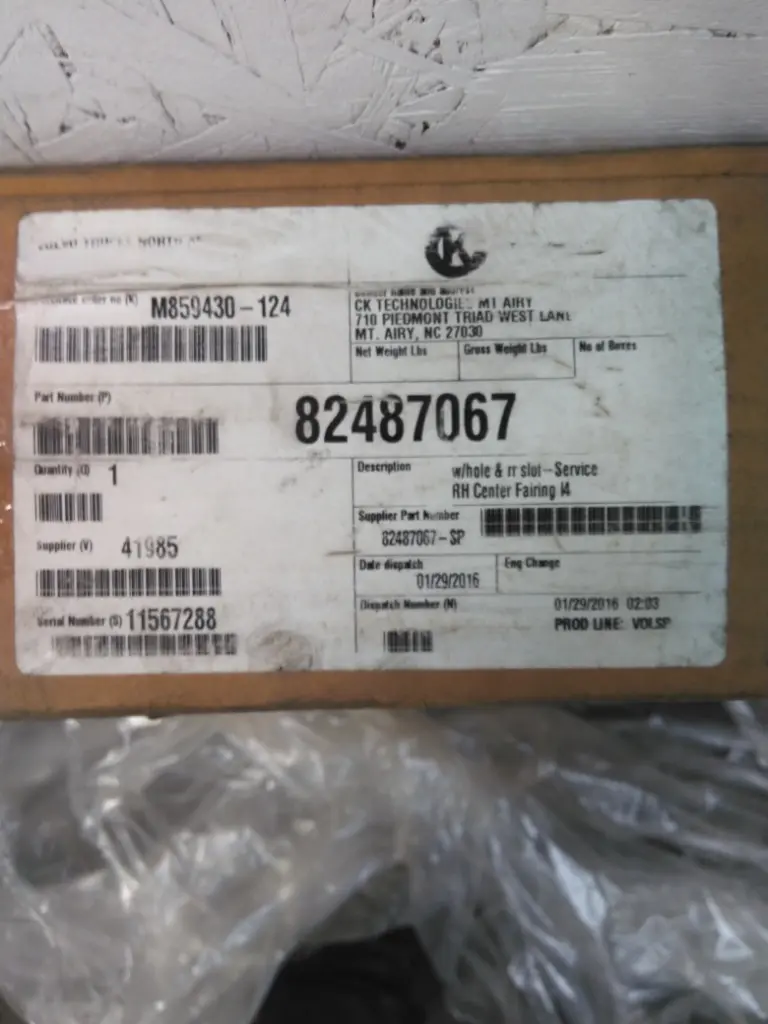 VOLVO TRUCKS NORTH
CK
M859430-124
CK TECHNOLOGIES MT AIRY
710 PIEDMONT TRIAD WEST LANE
MT. AIRY, NC 27030
Net Weight Lbs
Gross Weight Lbs
No of Boxes
Part Number (P)
82487067
Quantity (Q) 1
Description
w/hole & rr slot-Service
RH Center Fairing I4
Supplier Part Number
82487067-SP
Supplier (V) 41985
Date dispatch
01/29/2016
Eng Change
Serial Number (S) 11567288
Dispatch Number (N)
01/29/2016 02:03
PROD LINE: VOLSP